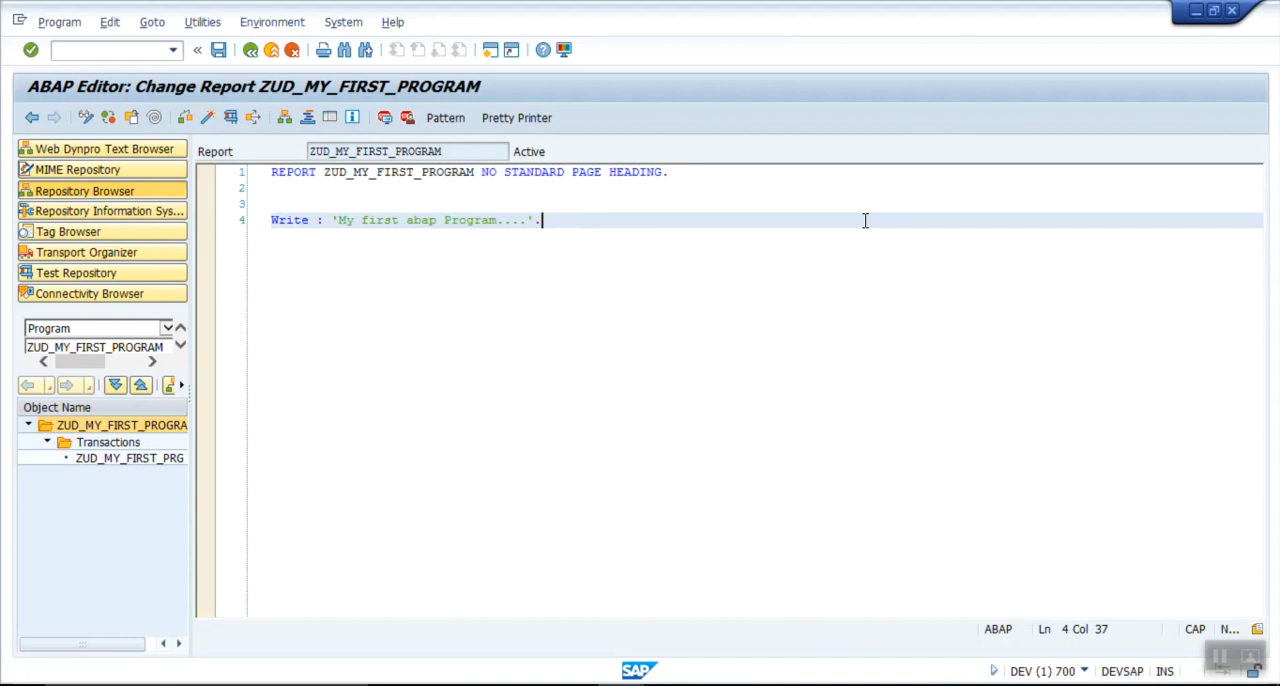 Program Edit Goto Utilities Environment System Help
ABAP Editor: Change Report ZUD_MY_FIRST_PROGRAM
Pattern Pretty Printer
Web Dynpro Text Browser
MIME Repository
Repository Browser
Repository Information Sys...
Tag Browser
Transport Organizer
Test Repository
Connectivity Browser
Program
ZUD_MY_FIRST_PROGRAM
Object Name
ZUD_MY_FIRST_PROGRA
Transactions
ZUD_MY_FIRST_PRG
Report ZUD_MY_FIRST_PROGRAM Active
1 REPORT ZUD_MY_FIRST_PROGRAM NO STANDARD PAGE HEADING.
2
3
4 Write : 'My first abap Program....'.
ABAP Ln 4 Col 37 CAP N...
SAP DEV (1) 700 DEVSAP INS